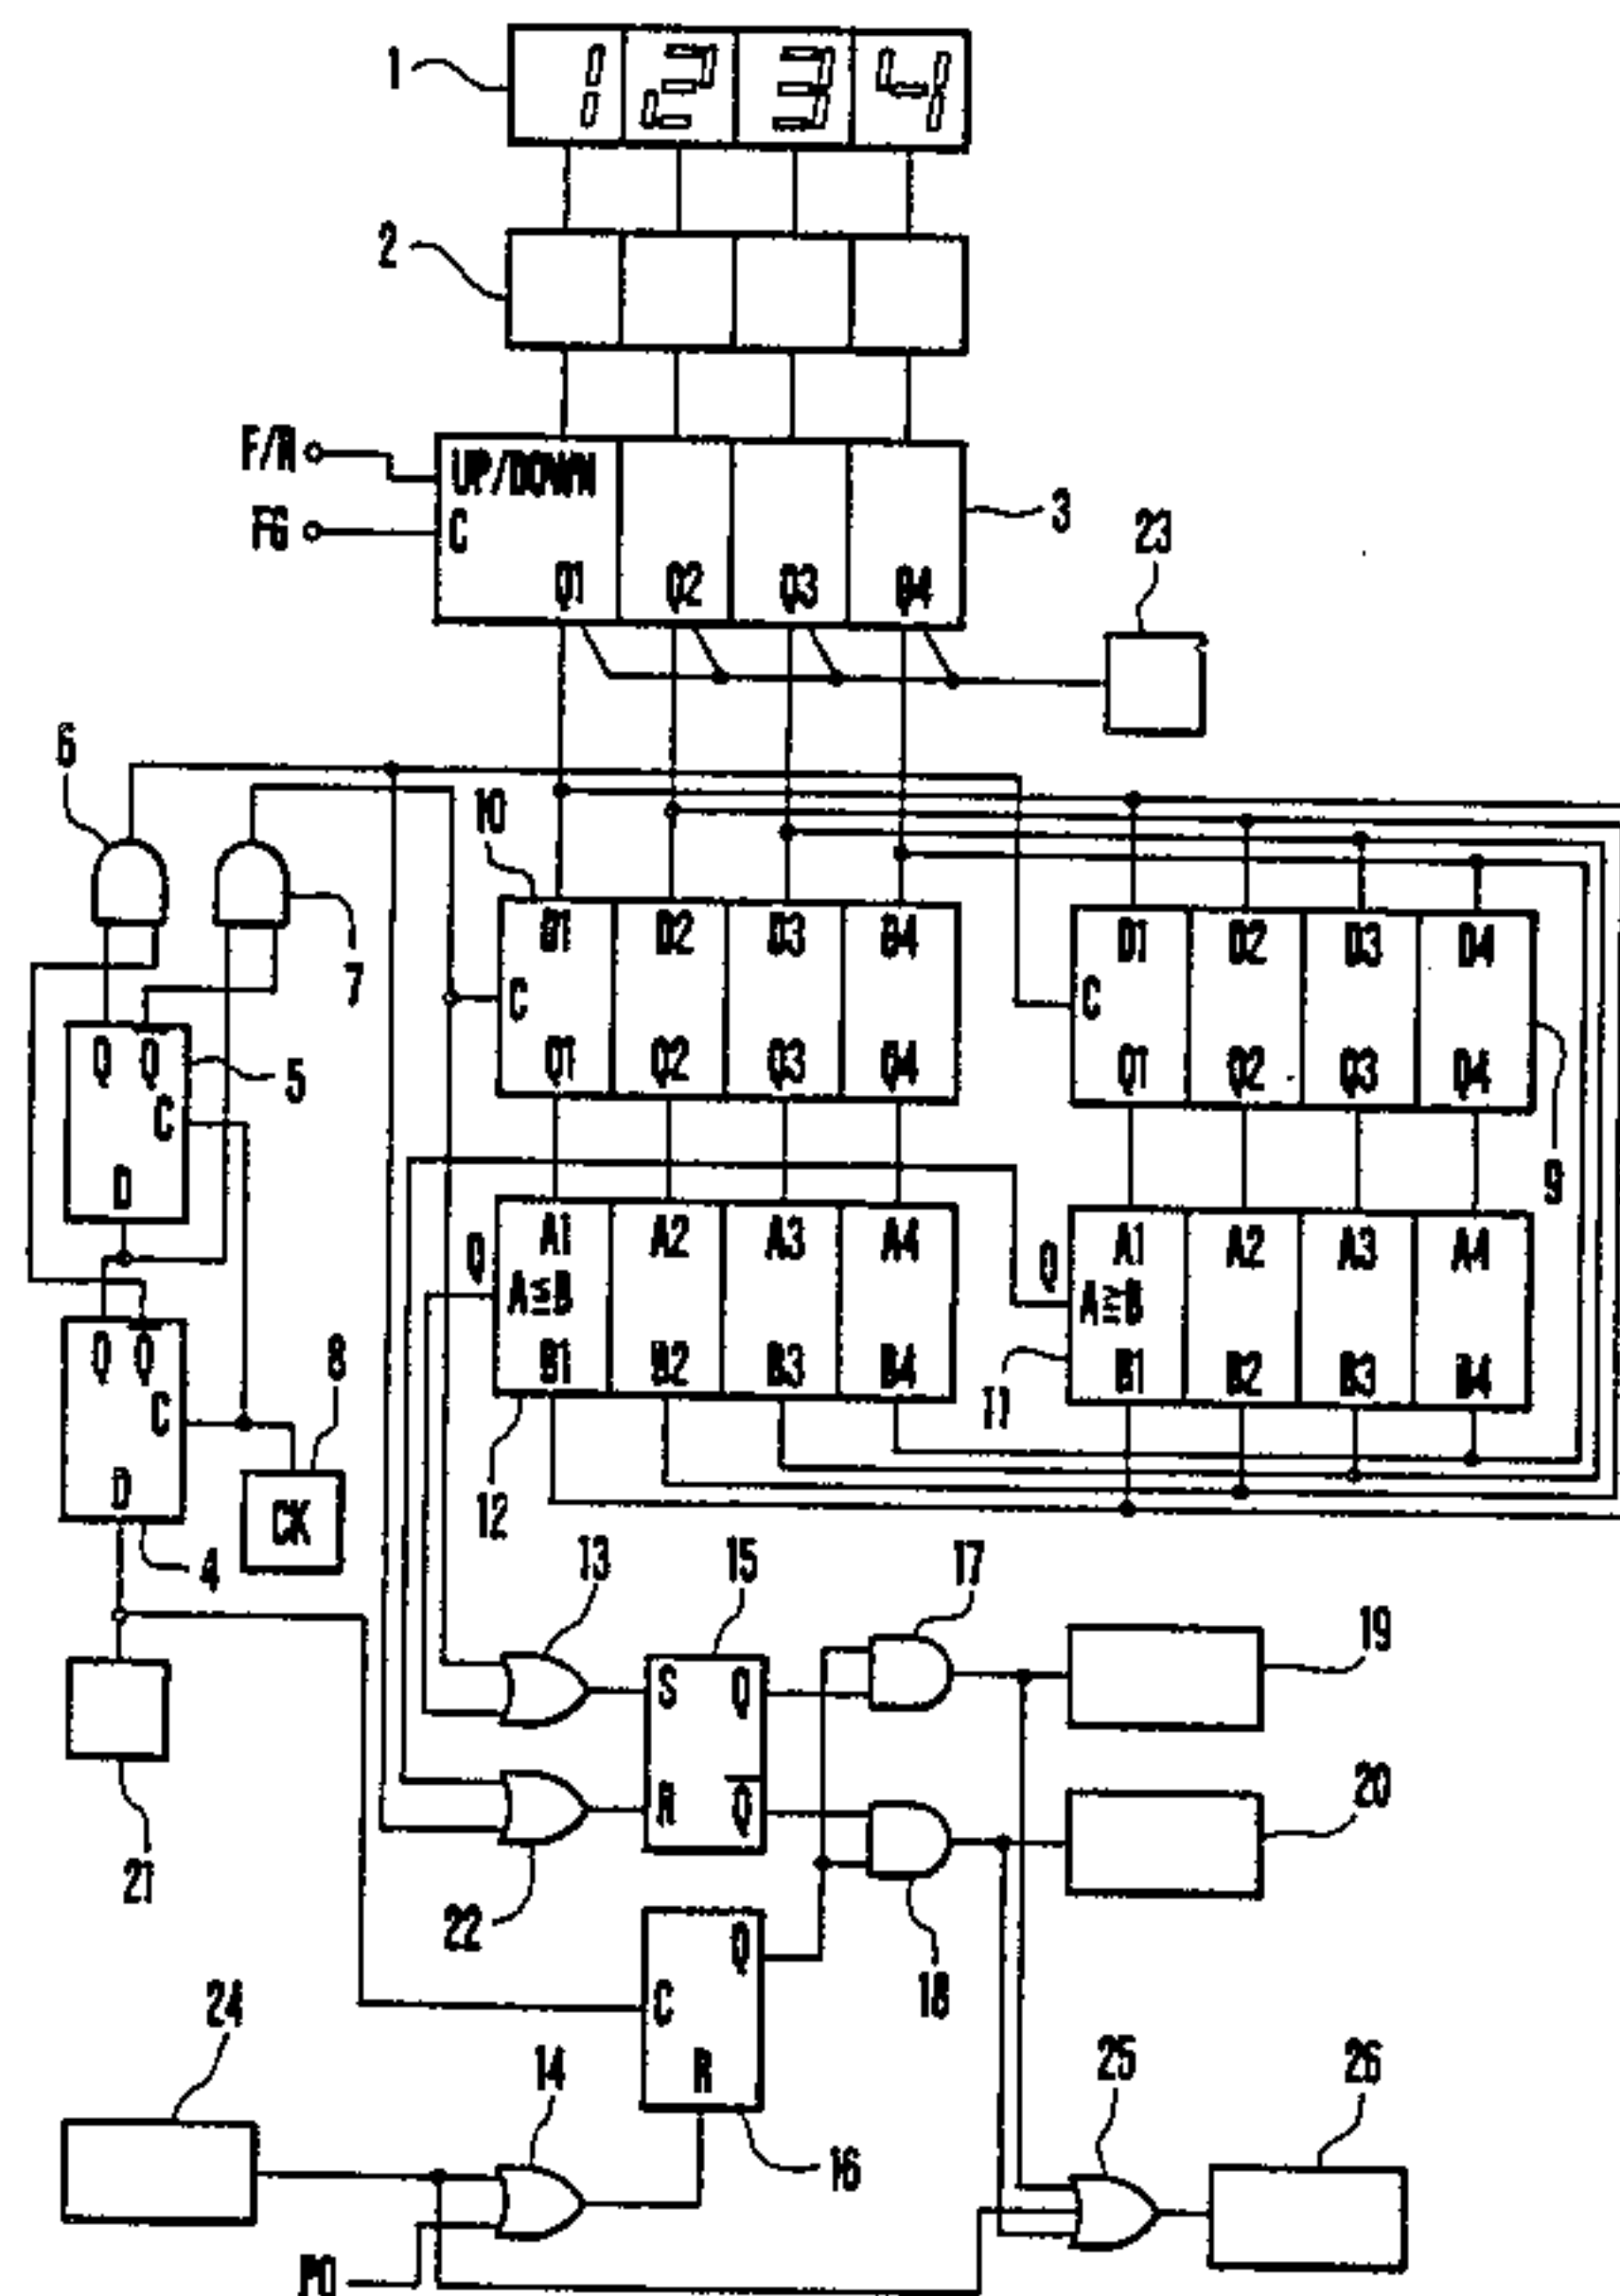 1
1 2 3 4
2
F/R
UP/DOWN
FG
C
3
23
Q1 Q2 Q3 Q4
6
10
7
D1 D2 D3 D4
D1 D2 D3 D4
C
C
Q Q
5
Q1 Q2 Q3 Q4
Q1 Q2 Q3 Q4
C
D
9
Q
A1 A2 A3 A4
Q
A1 A2 A3 A4
A≦B
A≧B
Q Q
8
B1 B2 B3 B4
B1 B2 B3 B4
C
11
D
CK
12
4
13
15
17
19
S Q
20
R Q
21
22
18
Q
24
C
14
R
25
26
16